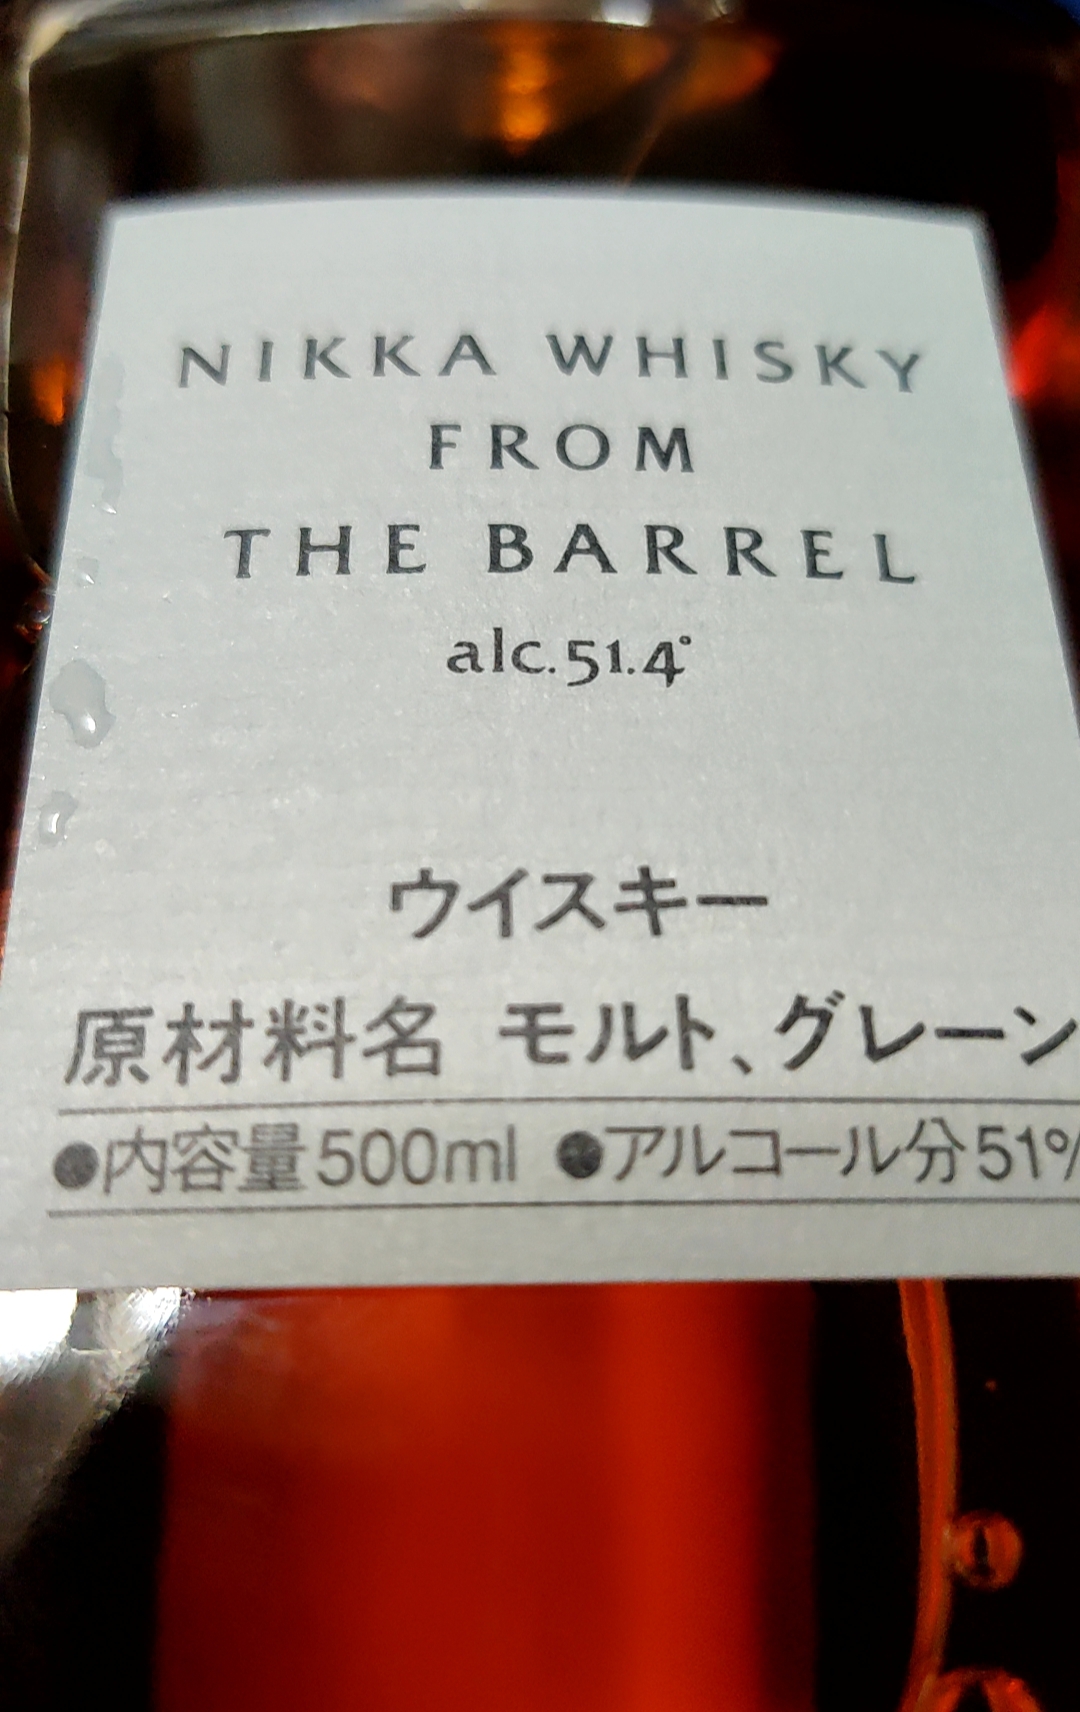 NIKKA WHISKY
FROM
THE BARREL
alc.51.4°
ウイスキー
原材料名 モルト、グレーン
●内容量500ml ●アルコール分51%